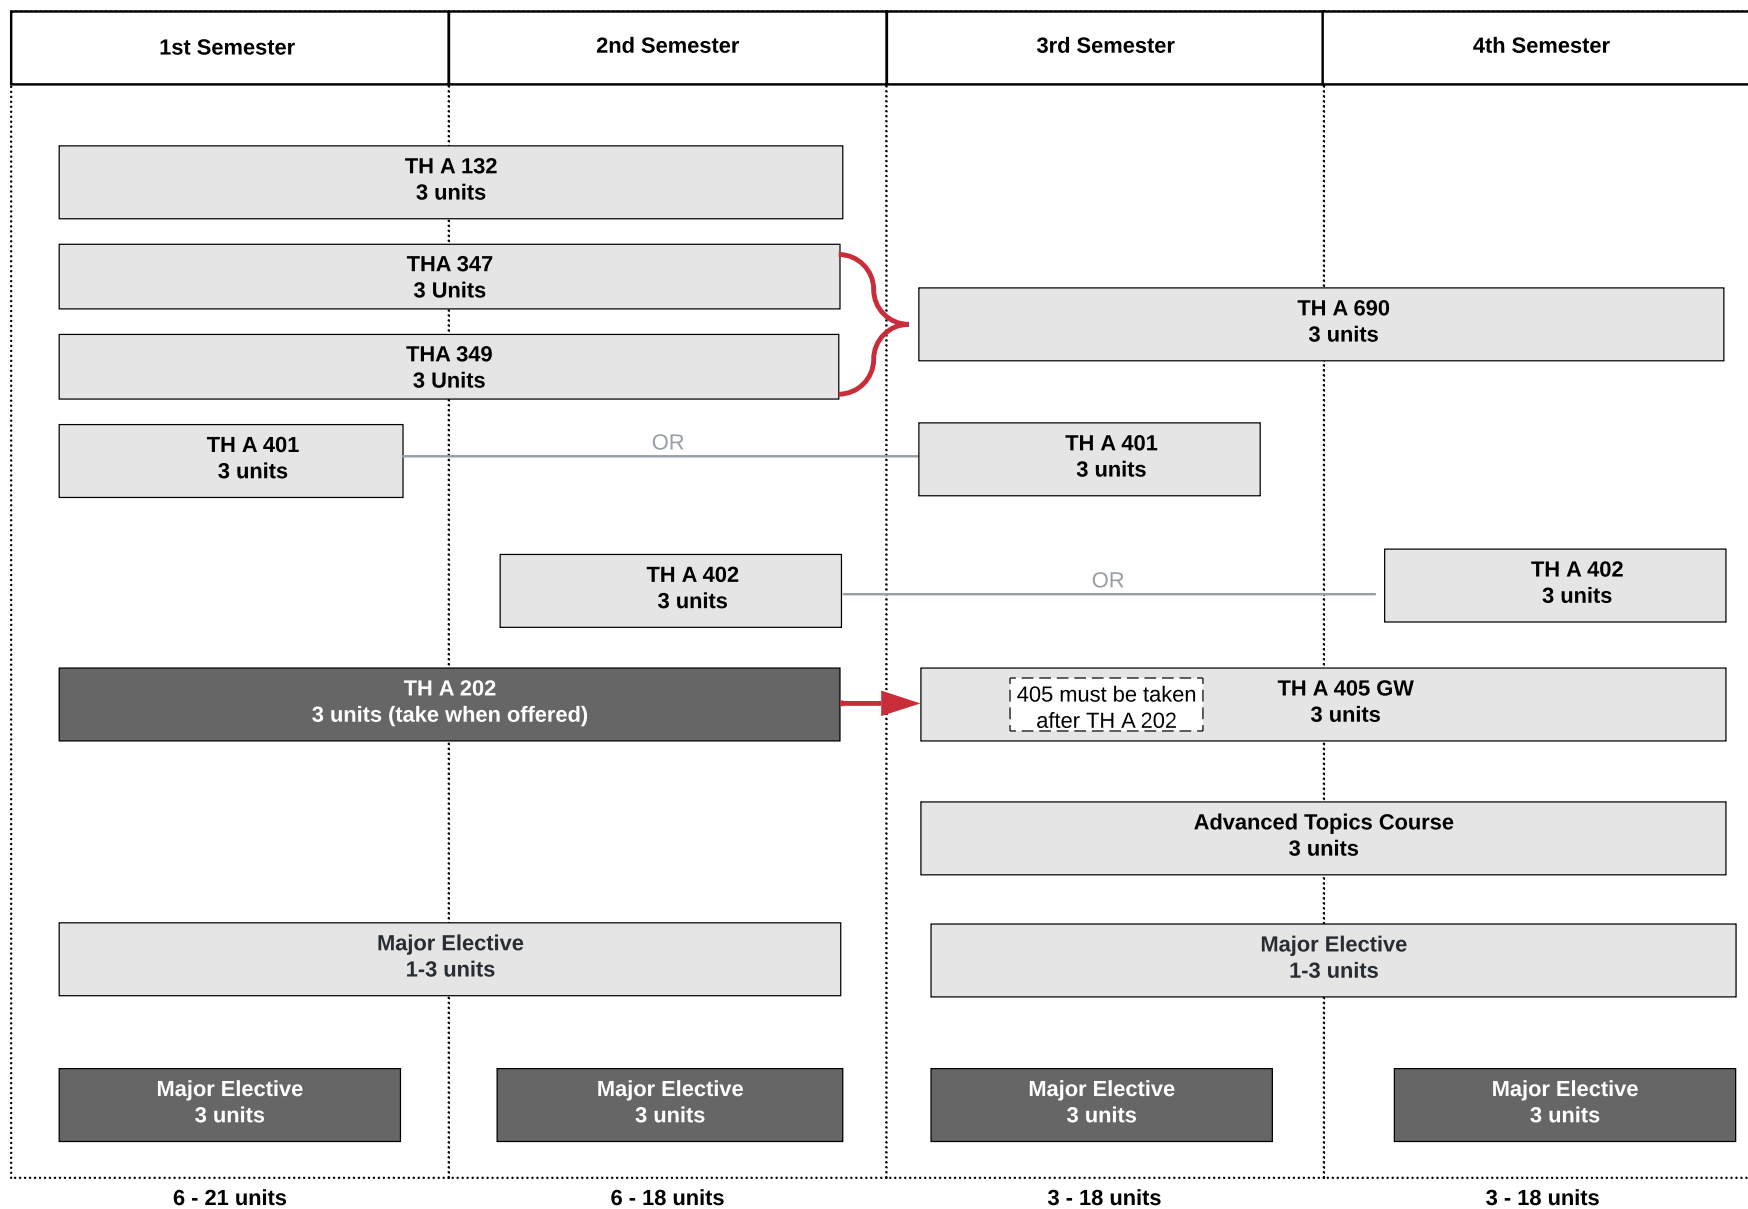 1st Semester
2nd Semester
3rd Semester
4th Semester
TH A 132
3 units
THA 347
3 Units
THA 349
3 Units
TH A 690
3 units
TH A 401
3 units
OR
TH A 401
3 units
TH A 402
3 units
OR
TH A 402
3 units
TH A 202
3 units (take when offered)
405 must be taken
after TH A 202
TH A 405 GW
3 units
Advanced Topics Course
3 units
Major Elective
1-3 units
Major Elective
1-3 units
Major Elective
3 units
Major Elective
3 units
Major Elective
3 units
Major Elective
3 units
6 - 21 units
6 - 18 units
3 - 18 units
3 - 18 units